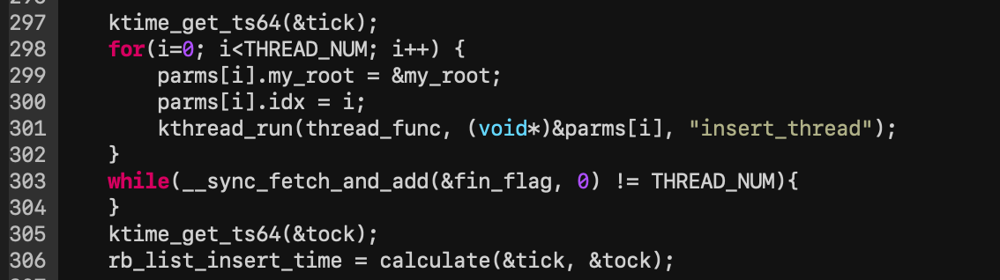 297 ktime_get_ts64(&tick);
298 for(i=0; i<THREAD_NUM; i++) {
299 parms[i].my_root = &my_root;
300 parms[i].idx = i;
301 kthread_run(thread_func, (void*)&parms[i], "insert_thread");
302 }
303 while(__sync_fetch_and_add(&fin_flag, 0) != THREAD_NUM){
304 }
305 ktime_get_ts64(&tock);
306 rb_list_insert_time = calculate(&tick, &tock);